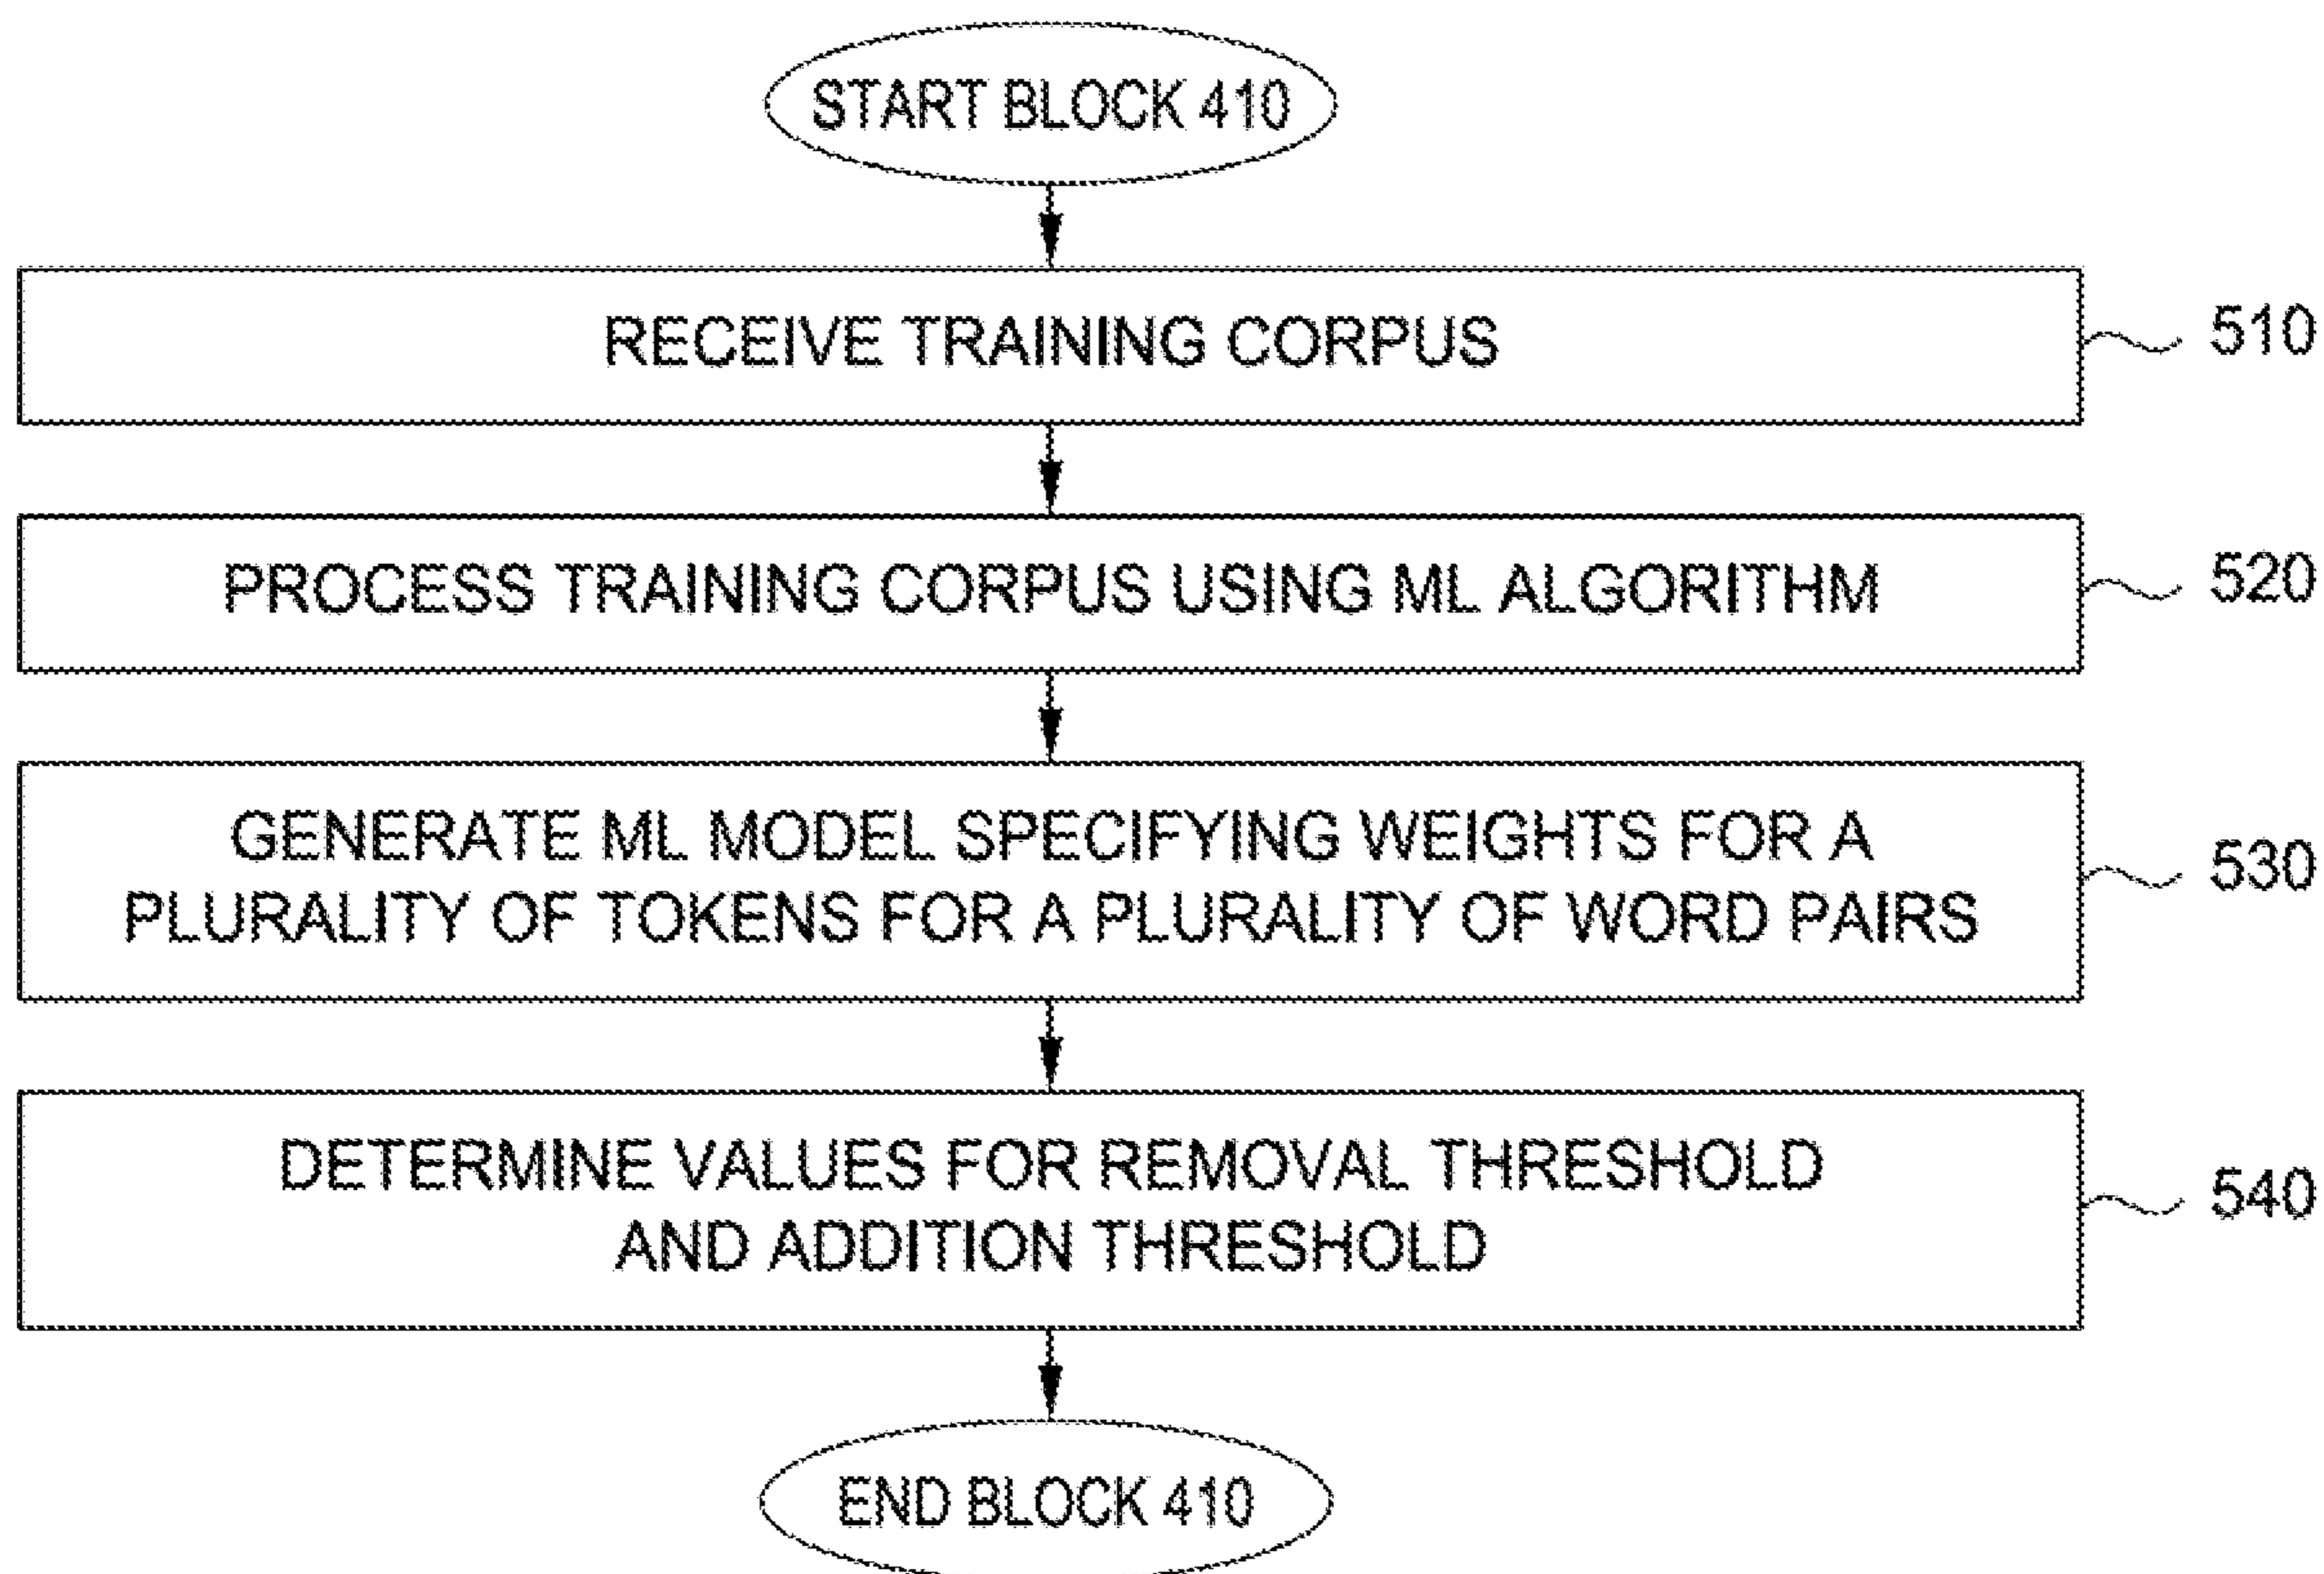 START BLOCK 410
RECEIVE TRAINING CORPUS
510
PROCESS TRAINING CORPUS USING ML ALGORITHM
520
GENERATE ML MODEL SPECIFYING WEIGHTS FOR A
PLURALITY OF TOKENS FOR A PLURALITY OF WORD PAIRS
530
DETERMINE VALUES FOR REMOVAL THRESHOLD
AND ADDITION THRESHOLD
540
END BLOCK 410